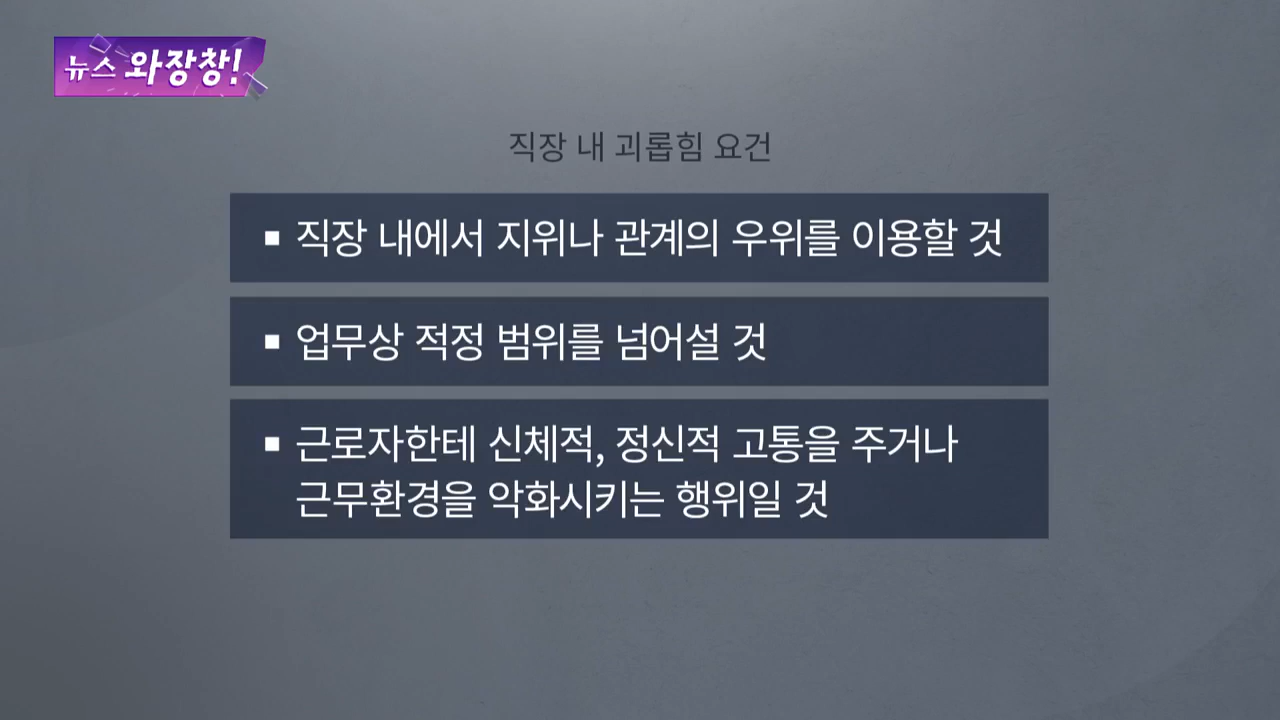 뉴스 와장창!
직장 내 괴롭힘 요건
▪ 직장 내에서 지위나 관계의 우위를 이용할 것
▪ 업무상 적정 범위를 넘어설 것
▪ 근로자한테 신체적, 정신적 고통을 주거나
근무환경을 악화시키는 행위일 것